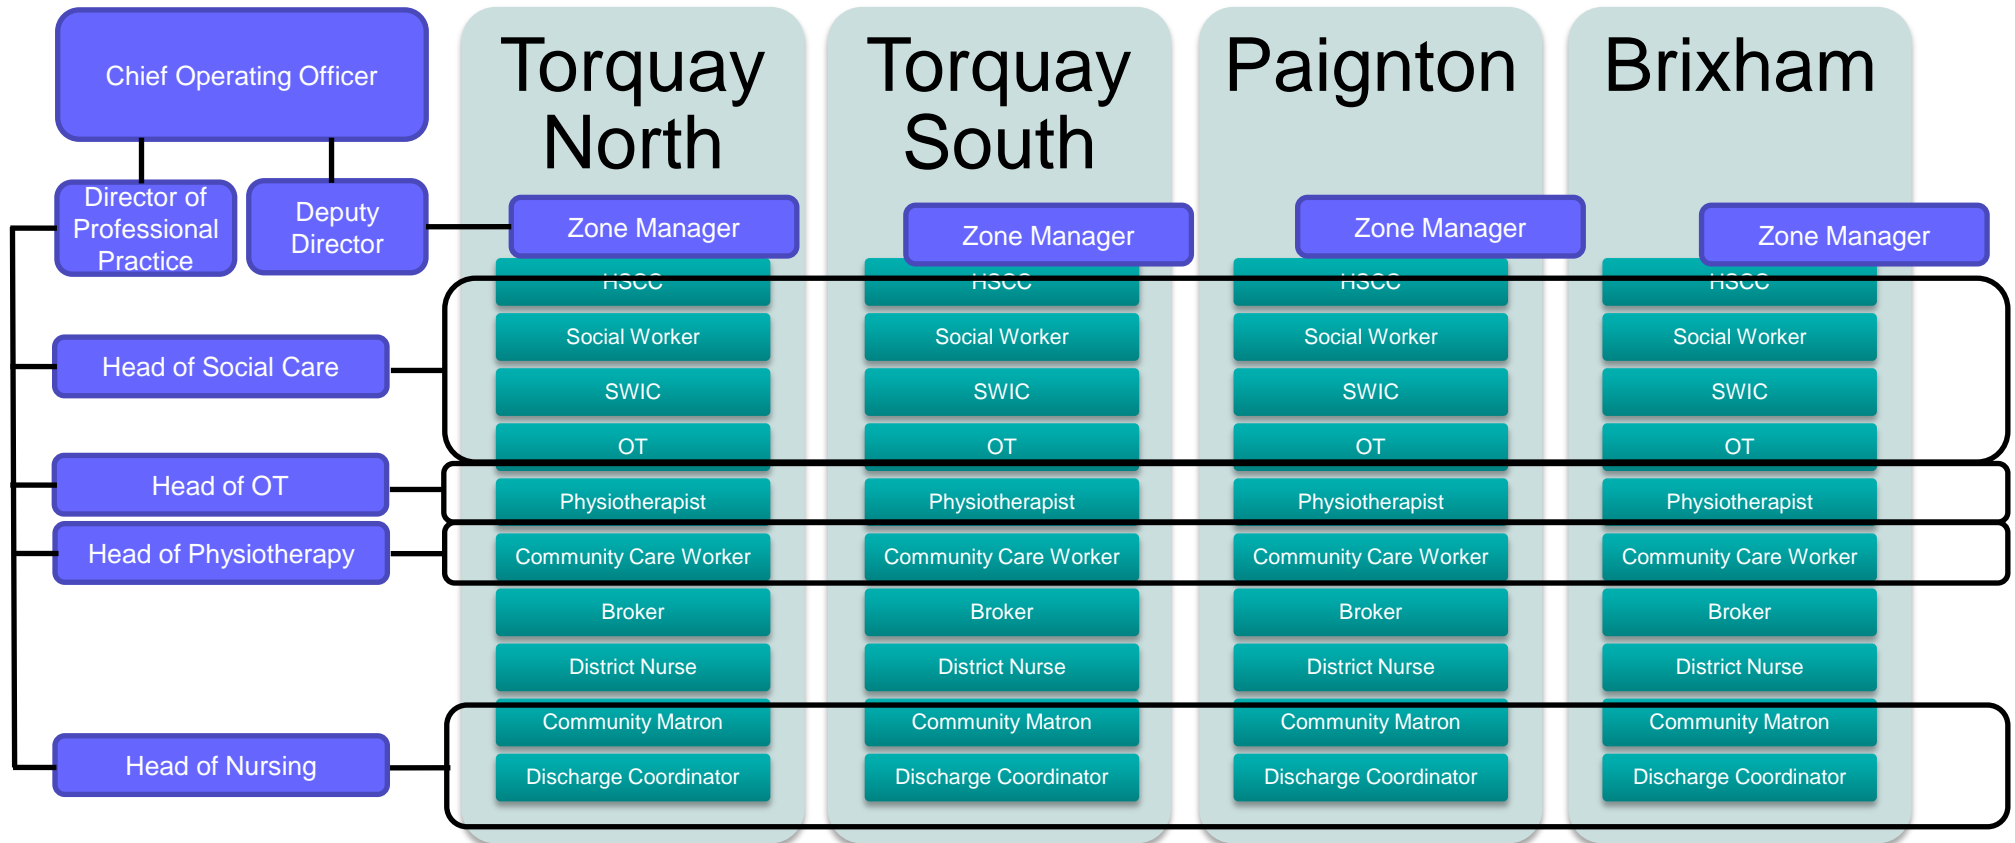 Chief Operating Officer
Director of
Professional
Practice
Deputy
Director
Head of Social Care
Head of OT
Head of Physiotherapy
Head of Nursing
Torquay
North
Zone Manager
HSCC
Social Worker
SWIC
OT
Physiotherapist
Community Care Worker
Broker
District Nurse
Community Matron
Discharge Coordinator
Torquay
South
Zone Manager
HSCC
Social Worker
SWIC
OT
Physiotherapist
Community Care Worker
Broker
District Nurse
Community Matron
Discharge Coordinator
Paignton
Zone Manager
HSCC
Social Worker
SWIC
OT
Physiotherapist
Community Care Worker
Broker
District Nurse
Community Matron
Discharge Coordinator
Brixham
Zone Manager
HSCC
Social Worker
SWIC
OT
Physiotherapist
Community Care Worker
Broker
District Nurse
Community Matron
Discharge Coordinator